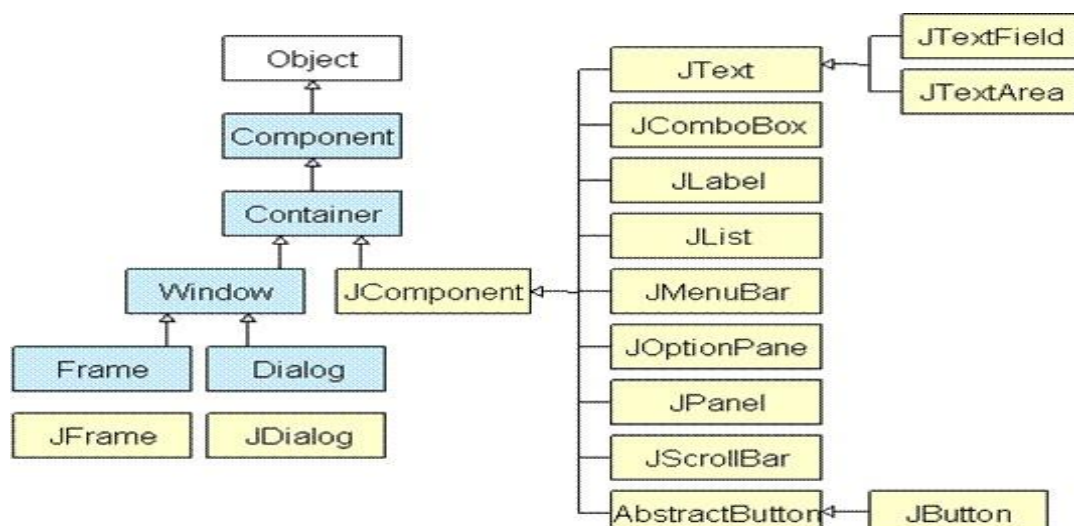 Object
Component
Container
Window
JComponent
Frame
Dialog
JFrame
JDialog
JText
JComboBox
JLabel
JList
JMenuBar
JOptionPane
JPanel
JScrollBar
AbstractButton
JTextField
JTextArea
JButton